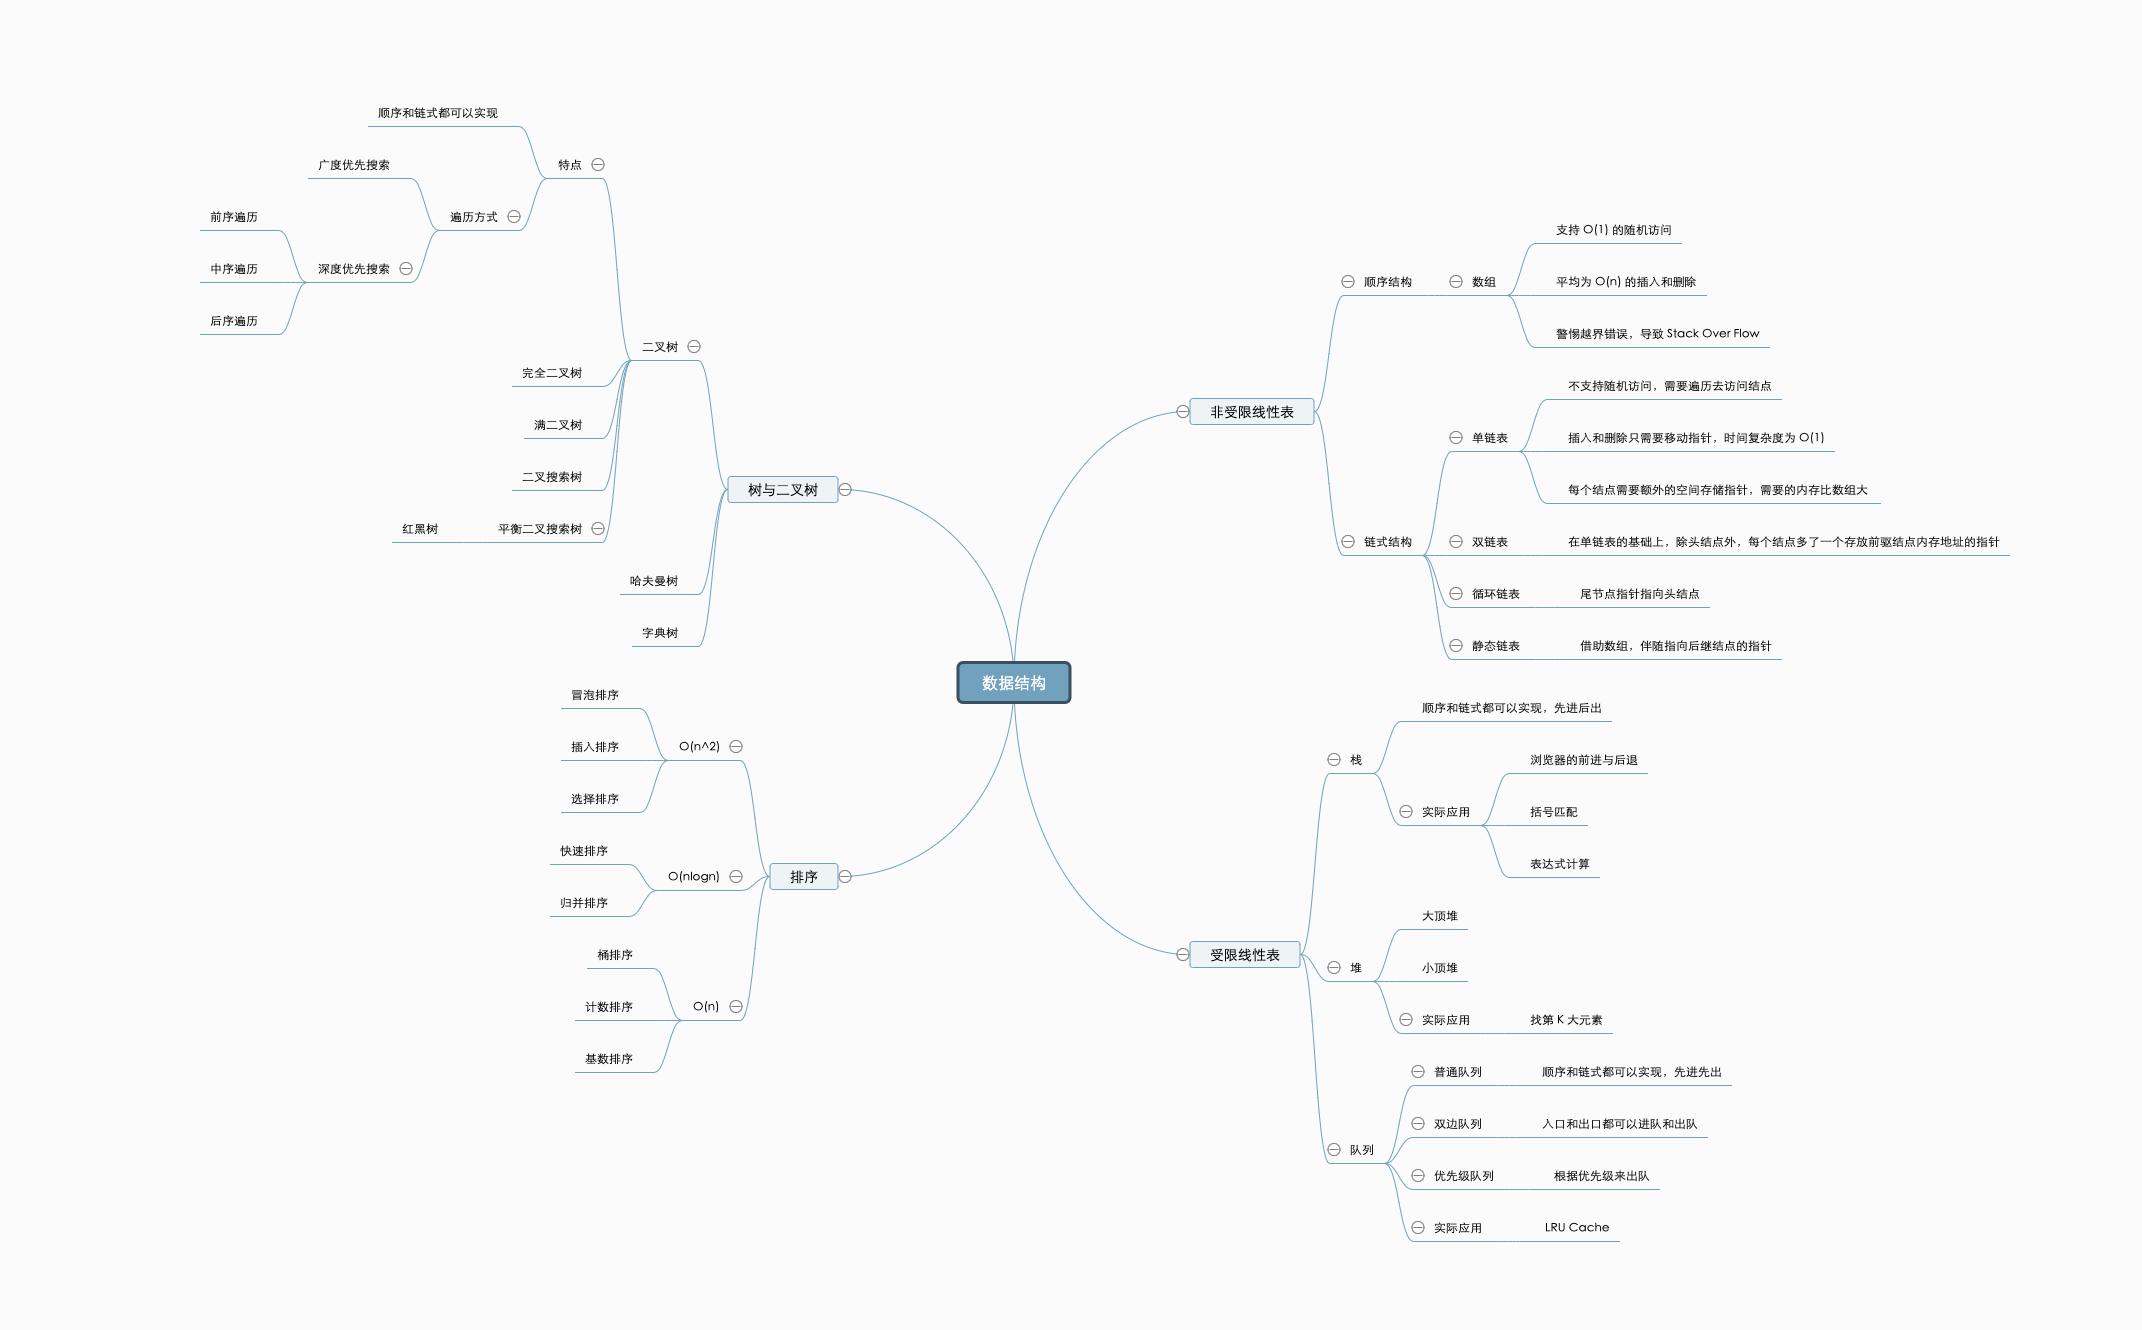 数据结构
非受限线性表
顺序结构
数组
支持 O(1) 的随机访问
平均为 O(n) 的插入和删除
警惕越界错误，导致 Stack Over Flow
链式结构
单链表
不支持随机访问，需要遍历去访问结点
插入和删除只需要移动指针，时间复杂度为 O(1)
每个结点需要额外的空间存储指针，需要的内存比数组大
双链表
在单链表的基础上，除头结点外，每个结点多了一个存放前驱结点内存地址的指针
循环链表
尾节点指针指向头结点
静态链表
借助数组，伴随指向后继结点的指针
受限线性表
栈
顺序和链式都可以实现，先进后出
实际应用
浏览器的前进与后退
括号匹配
表达式计算
堆
大顶堆
小顶堆
实际应用
找第 K 大元素
队列
普通队列
顺序和链式都可以实现，先进先出
双边队列
入口和出口都可以进队和出队
优先级队列
根据优先级来出队
实际应用
LRU Cache
树与二叉树
二叉树
特点
顺序和链式都可以实现
遍历方式
广度优先搜索
深度优先搜索
前序遍历
中序遍历
后序遍历
完全二叉树
满二叉树
二叉搜索树
平衡二叉搜索树
红黑树
哈夫曼树
字典树
排序
O(n^2)
冒泡排序
插入排序
选择排序
O(nlogn)
快速排序
归并排序
O(n)
桶排序
计数排序
基数排序